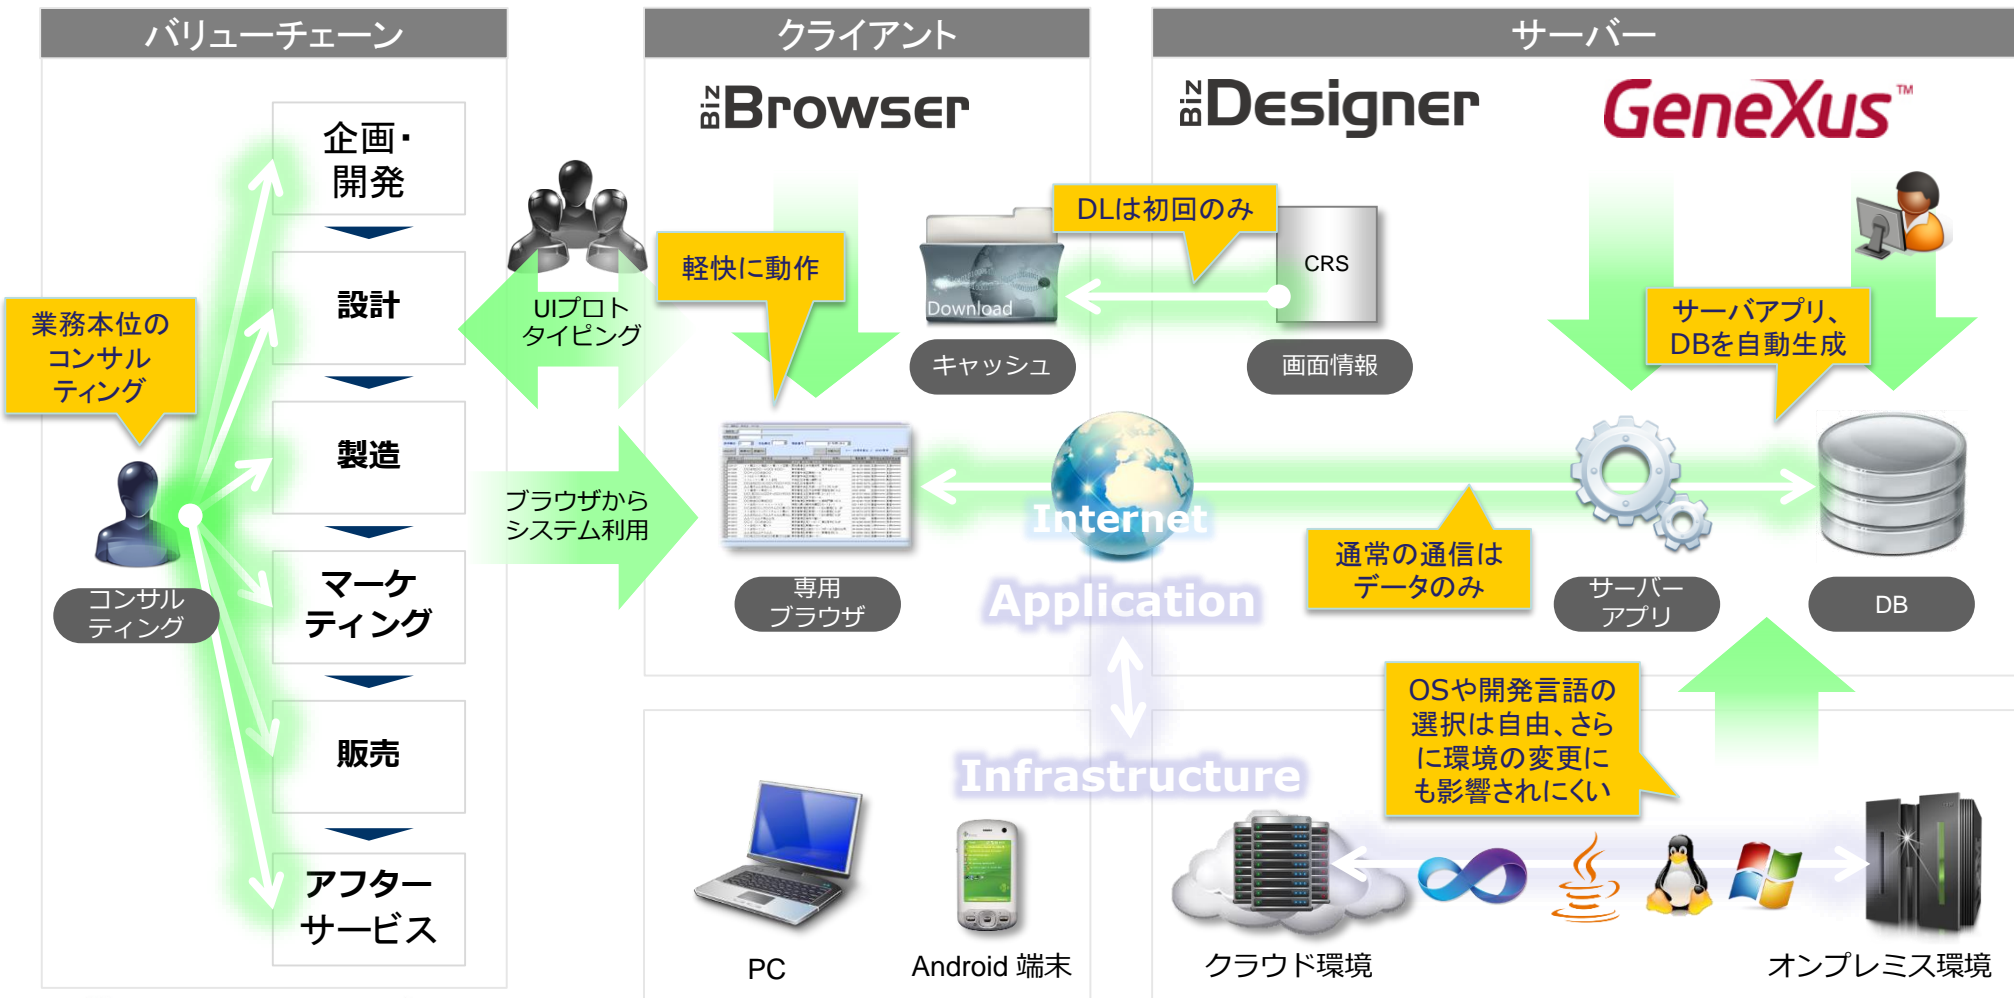 バリューチェーン
クライアント
サーバー
企画・
開発
設計
製造
マーケ
ティング
販売
アフター
サービス
業務本位の
コンサル
ティング
コンサル
ティング
UIプロト
タイピング
ブラウザから
システム利用
Biz Browser
軽快に動作
Download
キャッシュ
DLは初回のみ
専用
ブラウザ
Internet
Application
Infrastructure
PC
Android 端末
Biz Designer
GeneXus™
CRS
画面情報
サーバアプリ、
DBを自動生成
通常の通信は
データのみ
サーバー
アプリ
DB
OSや開発言語の
選択は自由、さら
に環境の変更に
も影響されにくい
クラウド環境
オンプレミス環境